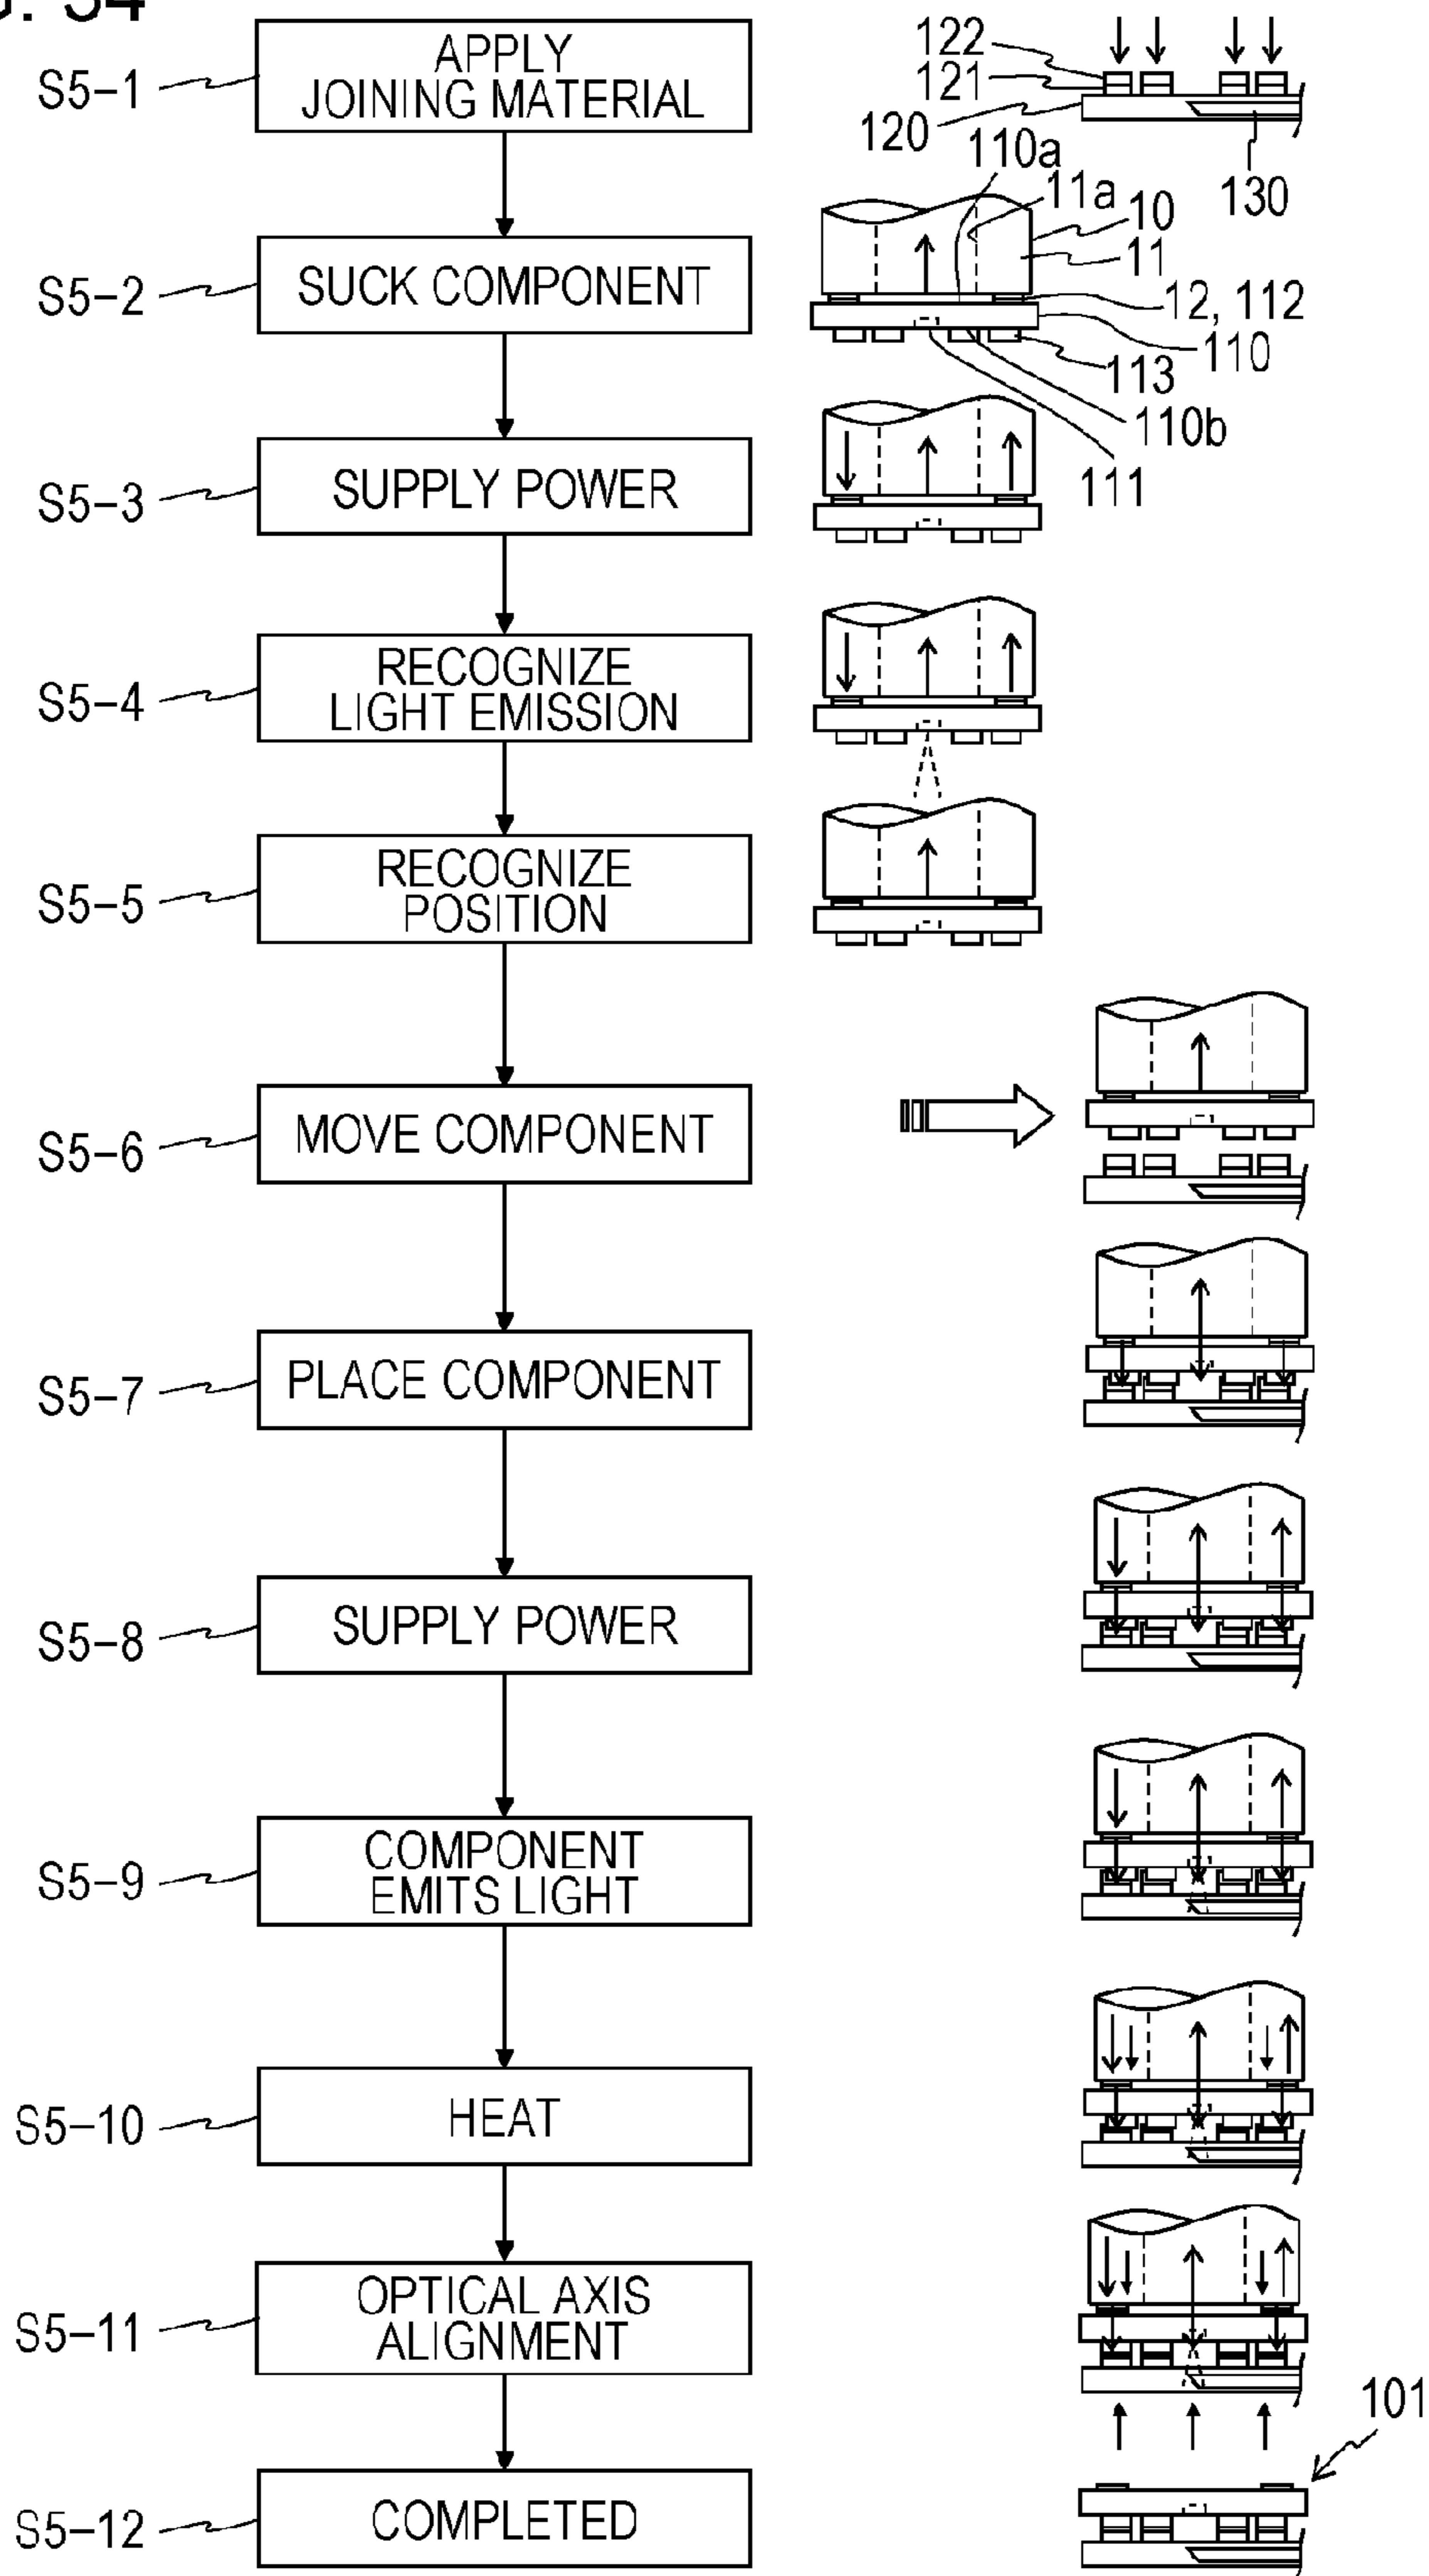 34
S5-1
APPLY
JOINING MATERIAL
122
121
120
130
S5-2
SUCK COMPONENT
110a
11a
10
11
12, 112
110
113
110b
111
S5-3
SUPPLY POWER
S5-4
RECOGNIZE
LIGHT EMISSION
S5-5
RECOGNIZE
POSITION
S5-6
MOVE COMPONENT
S5-7
PLACE COMPONENT
S5-8
SUPPLY POWER
S5-9
COMPONENT
EMITS LIGHT
S5-10
HEAT
S5-11
OPTICAL AXIS
ALIGNMENT
101
S5-12
COMPLETED